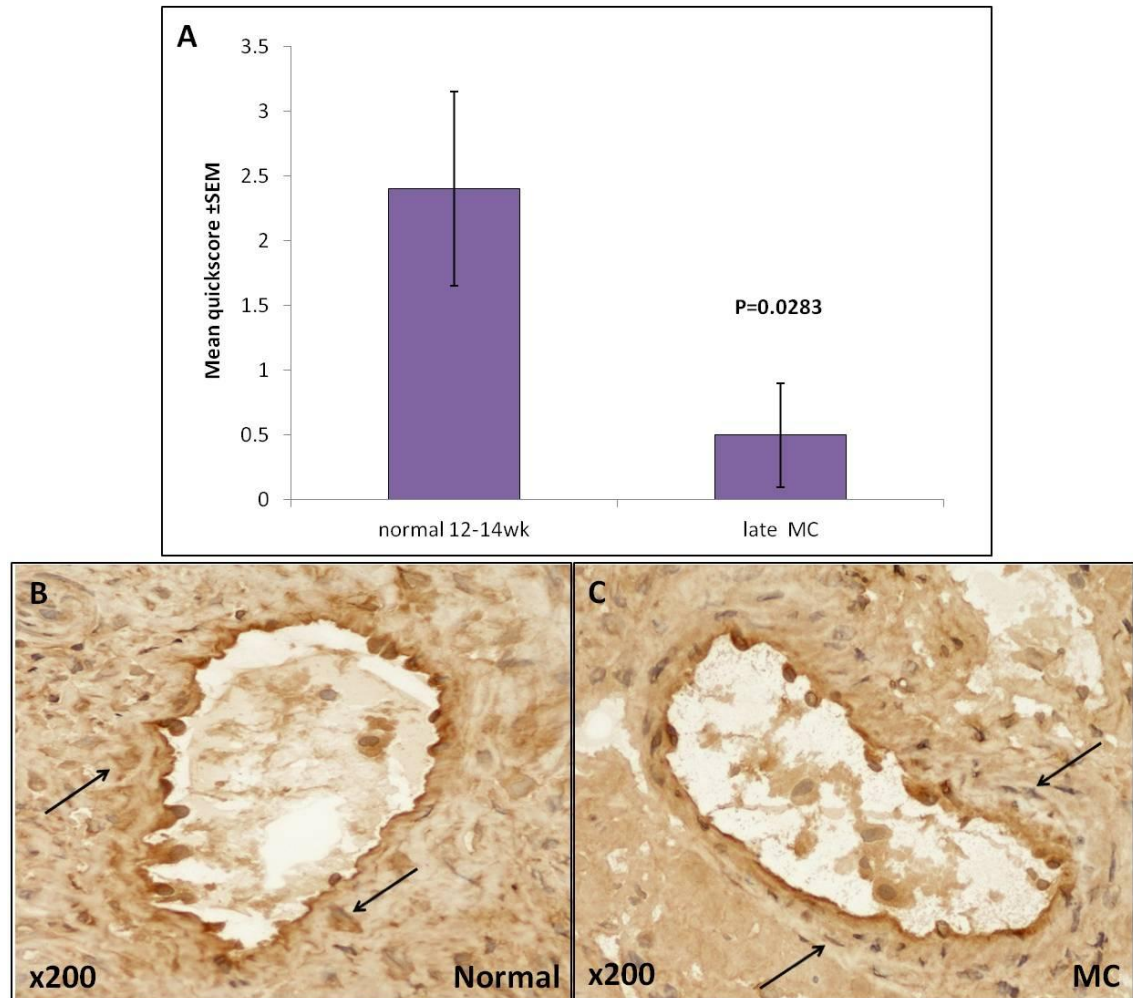 A
3.5
3
2.5
2
1.5
1
0.5
0
Mean quickscore ±SEM
P=0.0283
normal 12-14wk
late MC
B
x200
Normal
C
x200
MC